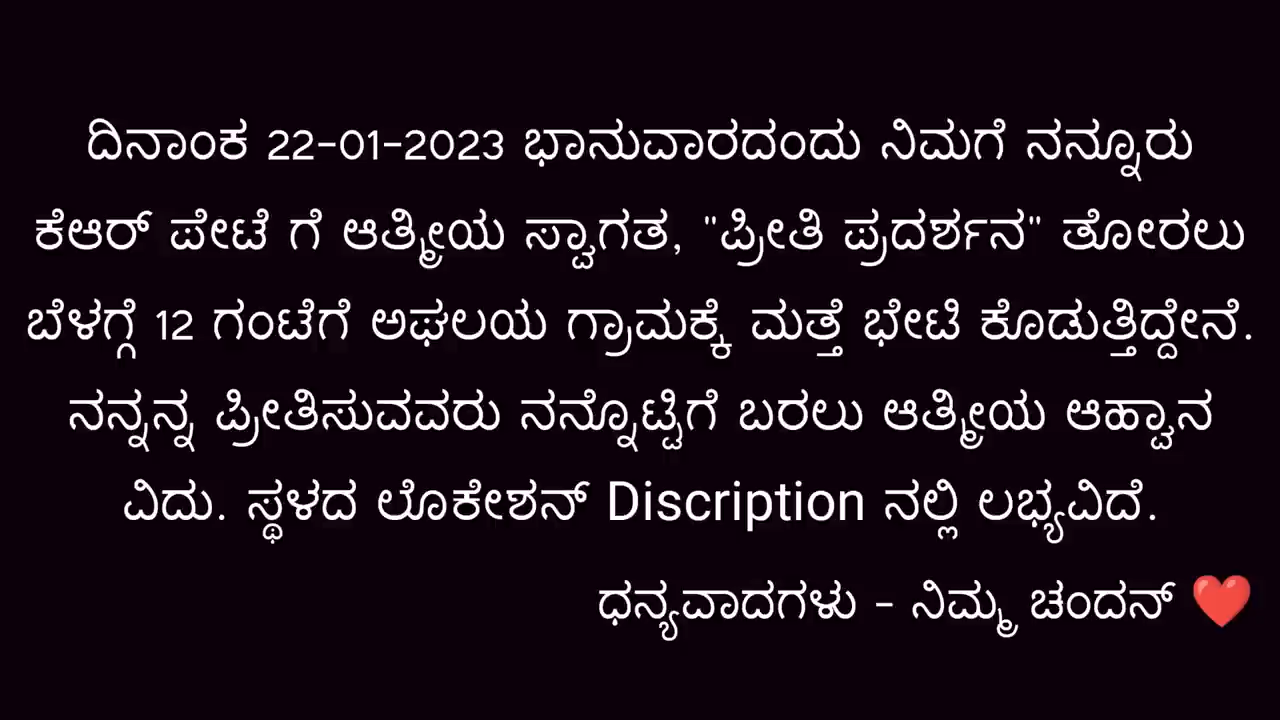 ದಿನಾಂಕ 22-01-2023 ಭಾನುವಾರದಂದು ನಿಮಗೆ ನನ್ನೂರು
ಕೆಆರ್ ಪೇಟೆ ಗೆ ಆತ್ಮೀಯ ಸ್ವಾಗತ, "ಪ್ರೀತಿ ಪ್ರದರ್ಶನ" ತೋರಲು
ಬೆಳಗ್ಗೆ 12 ಗಂಟೆಗೆ ಅಘಲಯ ಗ್ರಾಮಕ್ಕೆ ಮತ್ತೆ ಭೇಟಿ ಕೊಡುತ್ತಿದ್ದೇನೆ.
ನನ್ನನ್ನ ಪ್ರೀತಿಸುವವರು ನನ್ನೊಟ್ಟಿಗೆ ಬರಲು ಆತ್ಮೀಯ ಆಹ್ವಾನ
ವಿದು. ಸ್ಥಳದ ಲೊಕೇಶನ್ Discription ನಲ್ಲಿ ಲಭ್ಯವಿದೆ.
ಧನ್ಯವಾದಗಳು - ನಿಮ್ಮ ಚಂದನ್ ❤️